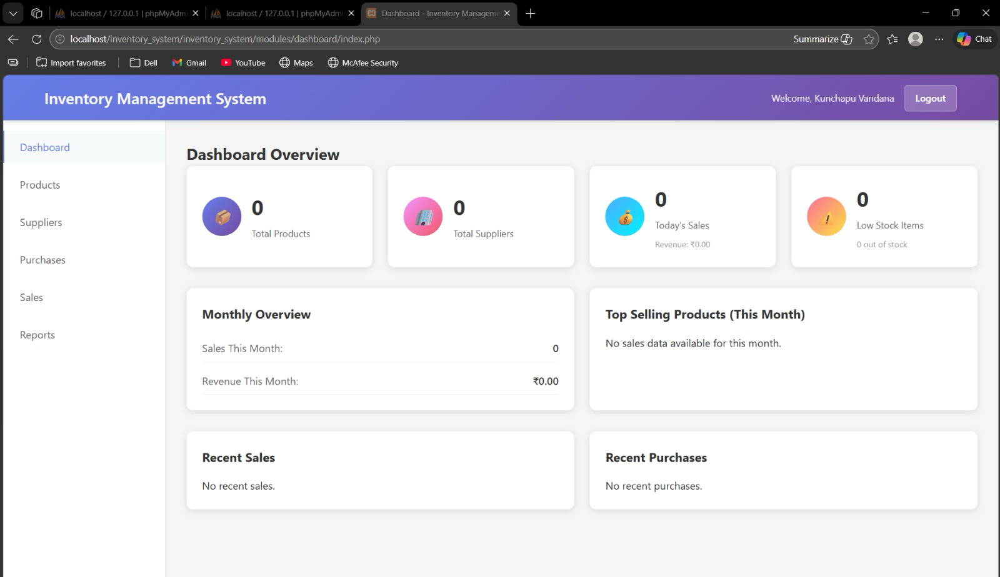 localhost / 127.0.0.1 | phpMyAdmi
localhost / 127.0.0.1 | phpMyAdmi
Dashboard - Inventory Manageme
localhost/inventory_system/inventory_system/modules/dashboard/index.php
Summarize
Chat
Import favorites
Dell
Gmail
YouTube
Maps
McAfee Security
Inventory Management System
Welcome, Kunchapu Vandana
Logout
Dashboard
Products
Suppliers
Purchases
Sales
Reports
Dashboard Overview
0
Total Products
0
Total Suppliers
0
Today's Sales
Revenue: ₹0.00
0
Low Stock Items
0 out of stock
Monthly Overview
Sales This Month: 0
Revenue This Month: ₹0.00
Top Selling Products (This Month)
No sales data available for this month.
Recent Sales
No recent sales.
Recent Purchases
No recent purchases.